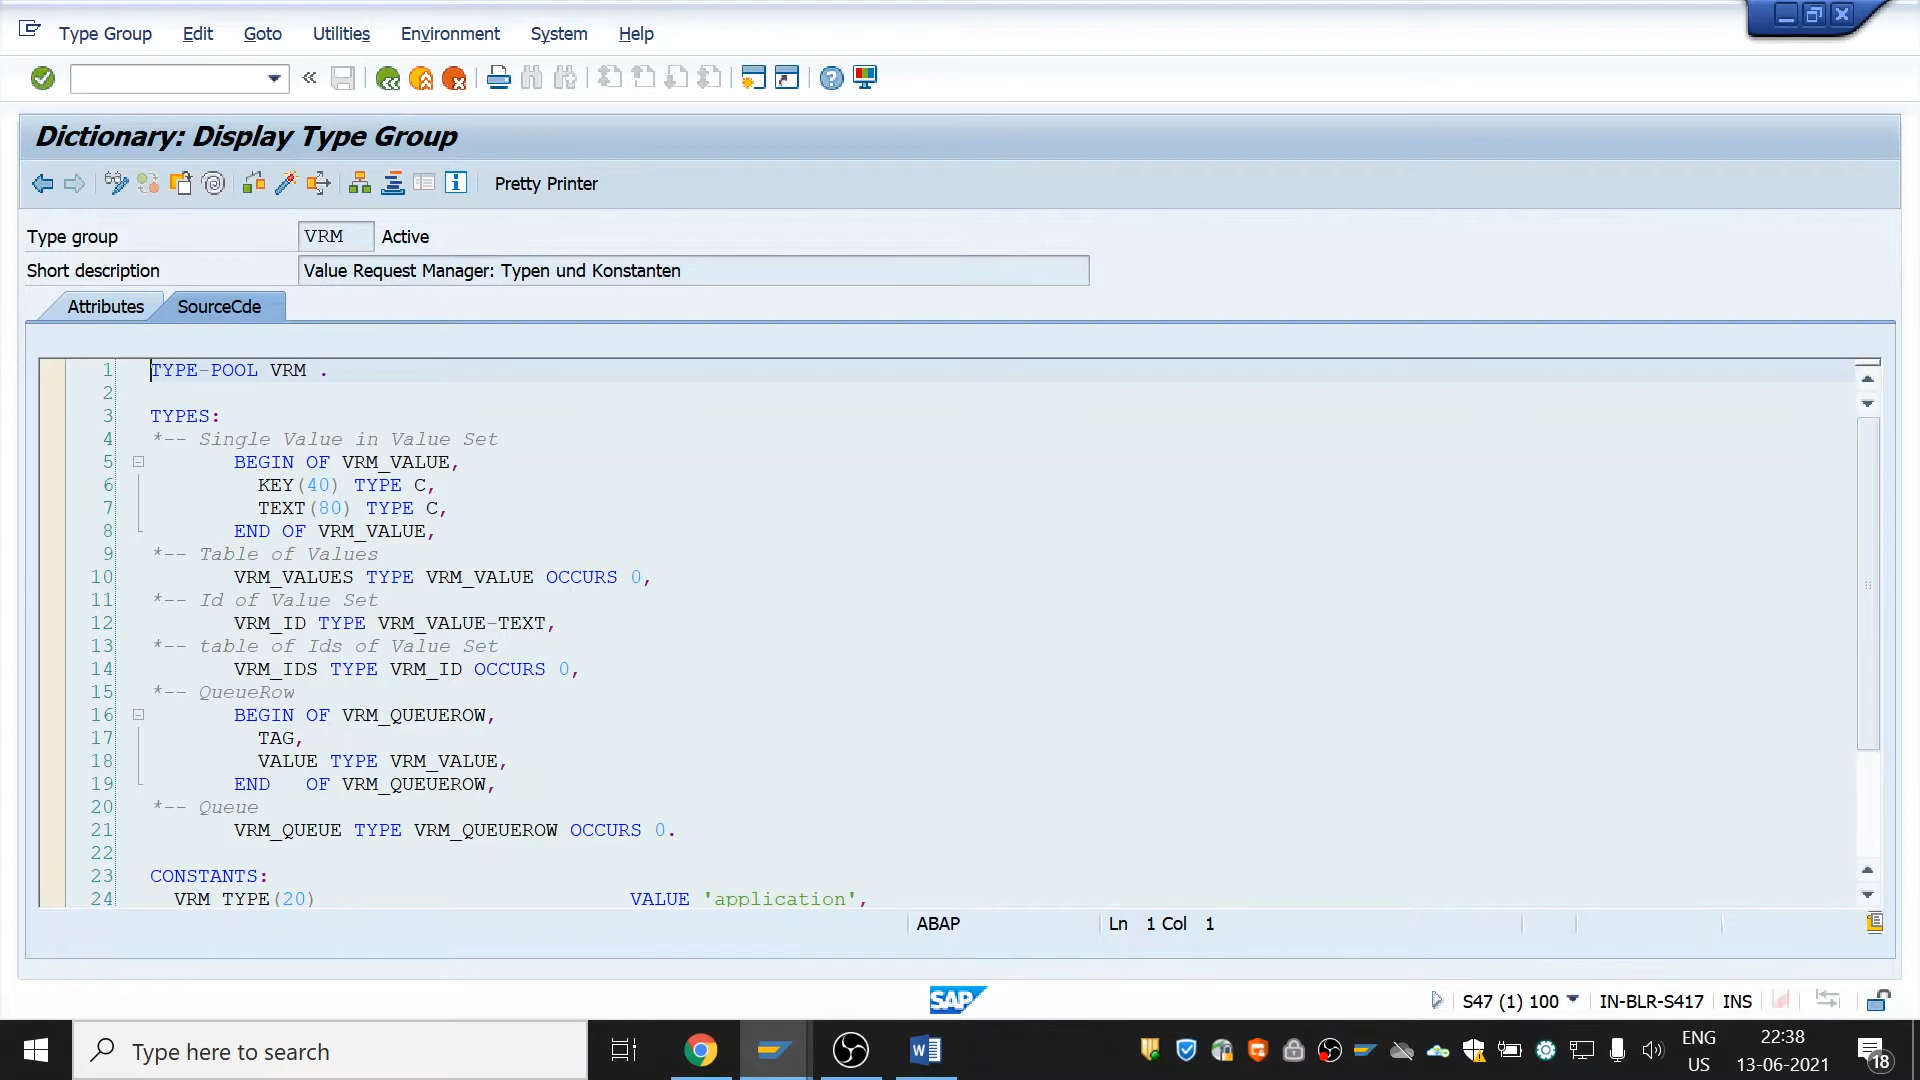 Type Group Edit Goto Utilities Environment System Help
Dictionary: Display Type Group
Pretty Printer
Type group VRM Active
Short description Value Request Manager: Typen und Konstanten
Attributes SourceCde
1 TYPE-POOL VRM .
2
3 TYPES:
4 *-- Single Value in Value Set
5 BEGIN OF VRM_VALUE,
6 KEY(40) TYPE C,
7 TEXT(80) TYPE C,
8 END OF VRM_VALUE,
9 *-- Table of Values
10 VRM_VALUES TYPE VRM_VALUE OCCURS 0,
11 *-- Id of Value Set
12 VRM_ID TYPE VRM_VALUE-TEXT,
13 *-- table of Ids of Value Set
14 VRM_IDS TYPE VRM_ID OCCURS 0,
15 *-- QueueRow
16 BEGIN OF VRM_QUEUEROW,
17 TAG,
18 VALUE TYPE VRM_VALUE,
19 END OF VRM_QUEUEROW,
20 *-- Queue
21 VRM_QUEUE TYPE VRM_QUEUEROW OCCURS 0.
22
23 CONSTANTS:
24 VRM_TYPE(20) VALUE 'application',
ABAP Ln 1 Col 1
SAP S47 (1) 100 IN-BLR-S417 INS
Type here to search
ENG
US
22:38
13-06-2021
18